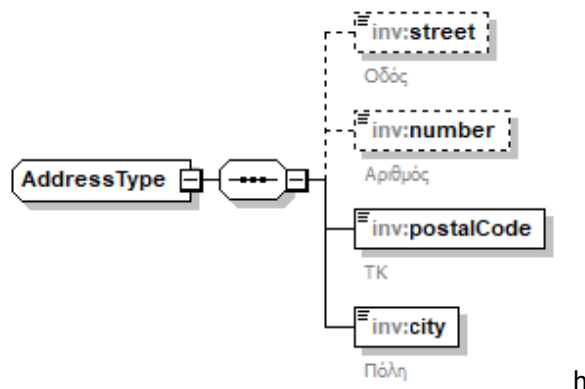 inv:street
Οδός
inv:number
Αριθμός
AddressType
inv:postalCode
ΤΚ
inv:city
Πόλη
h